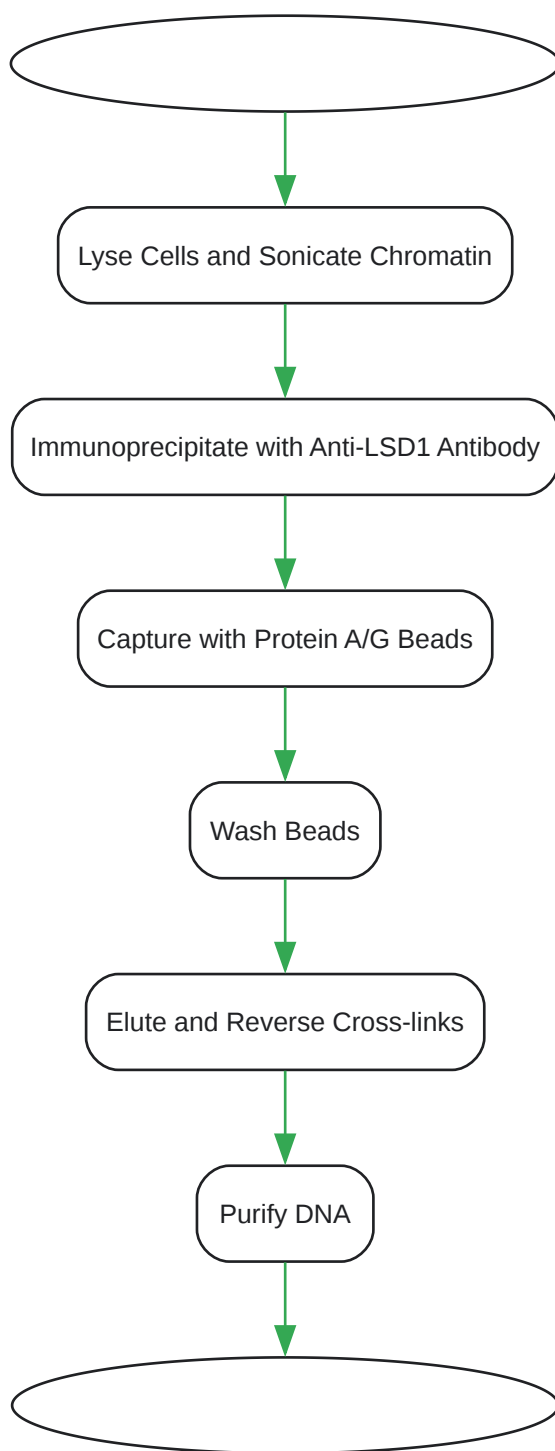 Lyse Cells and Sonicate Chromatin
Immunoprecipitate with Anti-LSD1 Antibody
Capture with Protein A/G Beads
Wash Beads
Elute and Reverse Cross-links
Purify DNA